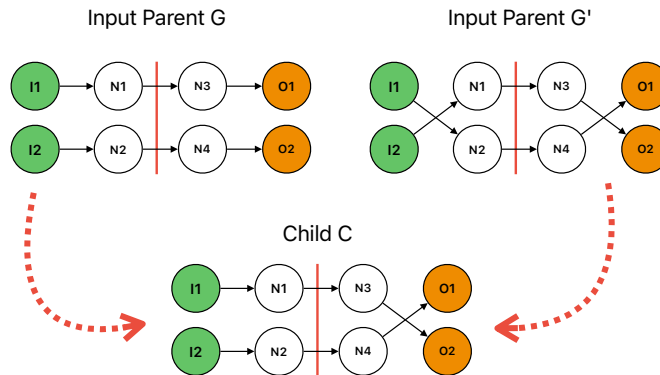 Input Parent G
Input Parent G'
I1 N1 N3 O1
I2 N2 N4 O2
I1 N1 N3 O1
I2 N2 N4 O2
Child C
I1 N1 N3 O1
I2 N2 N4 O2